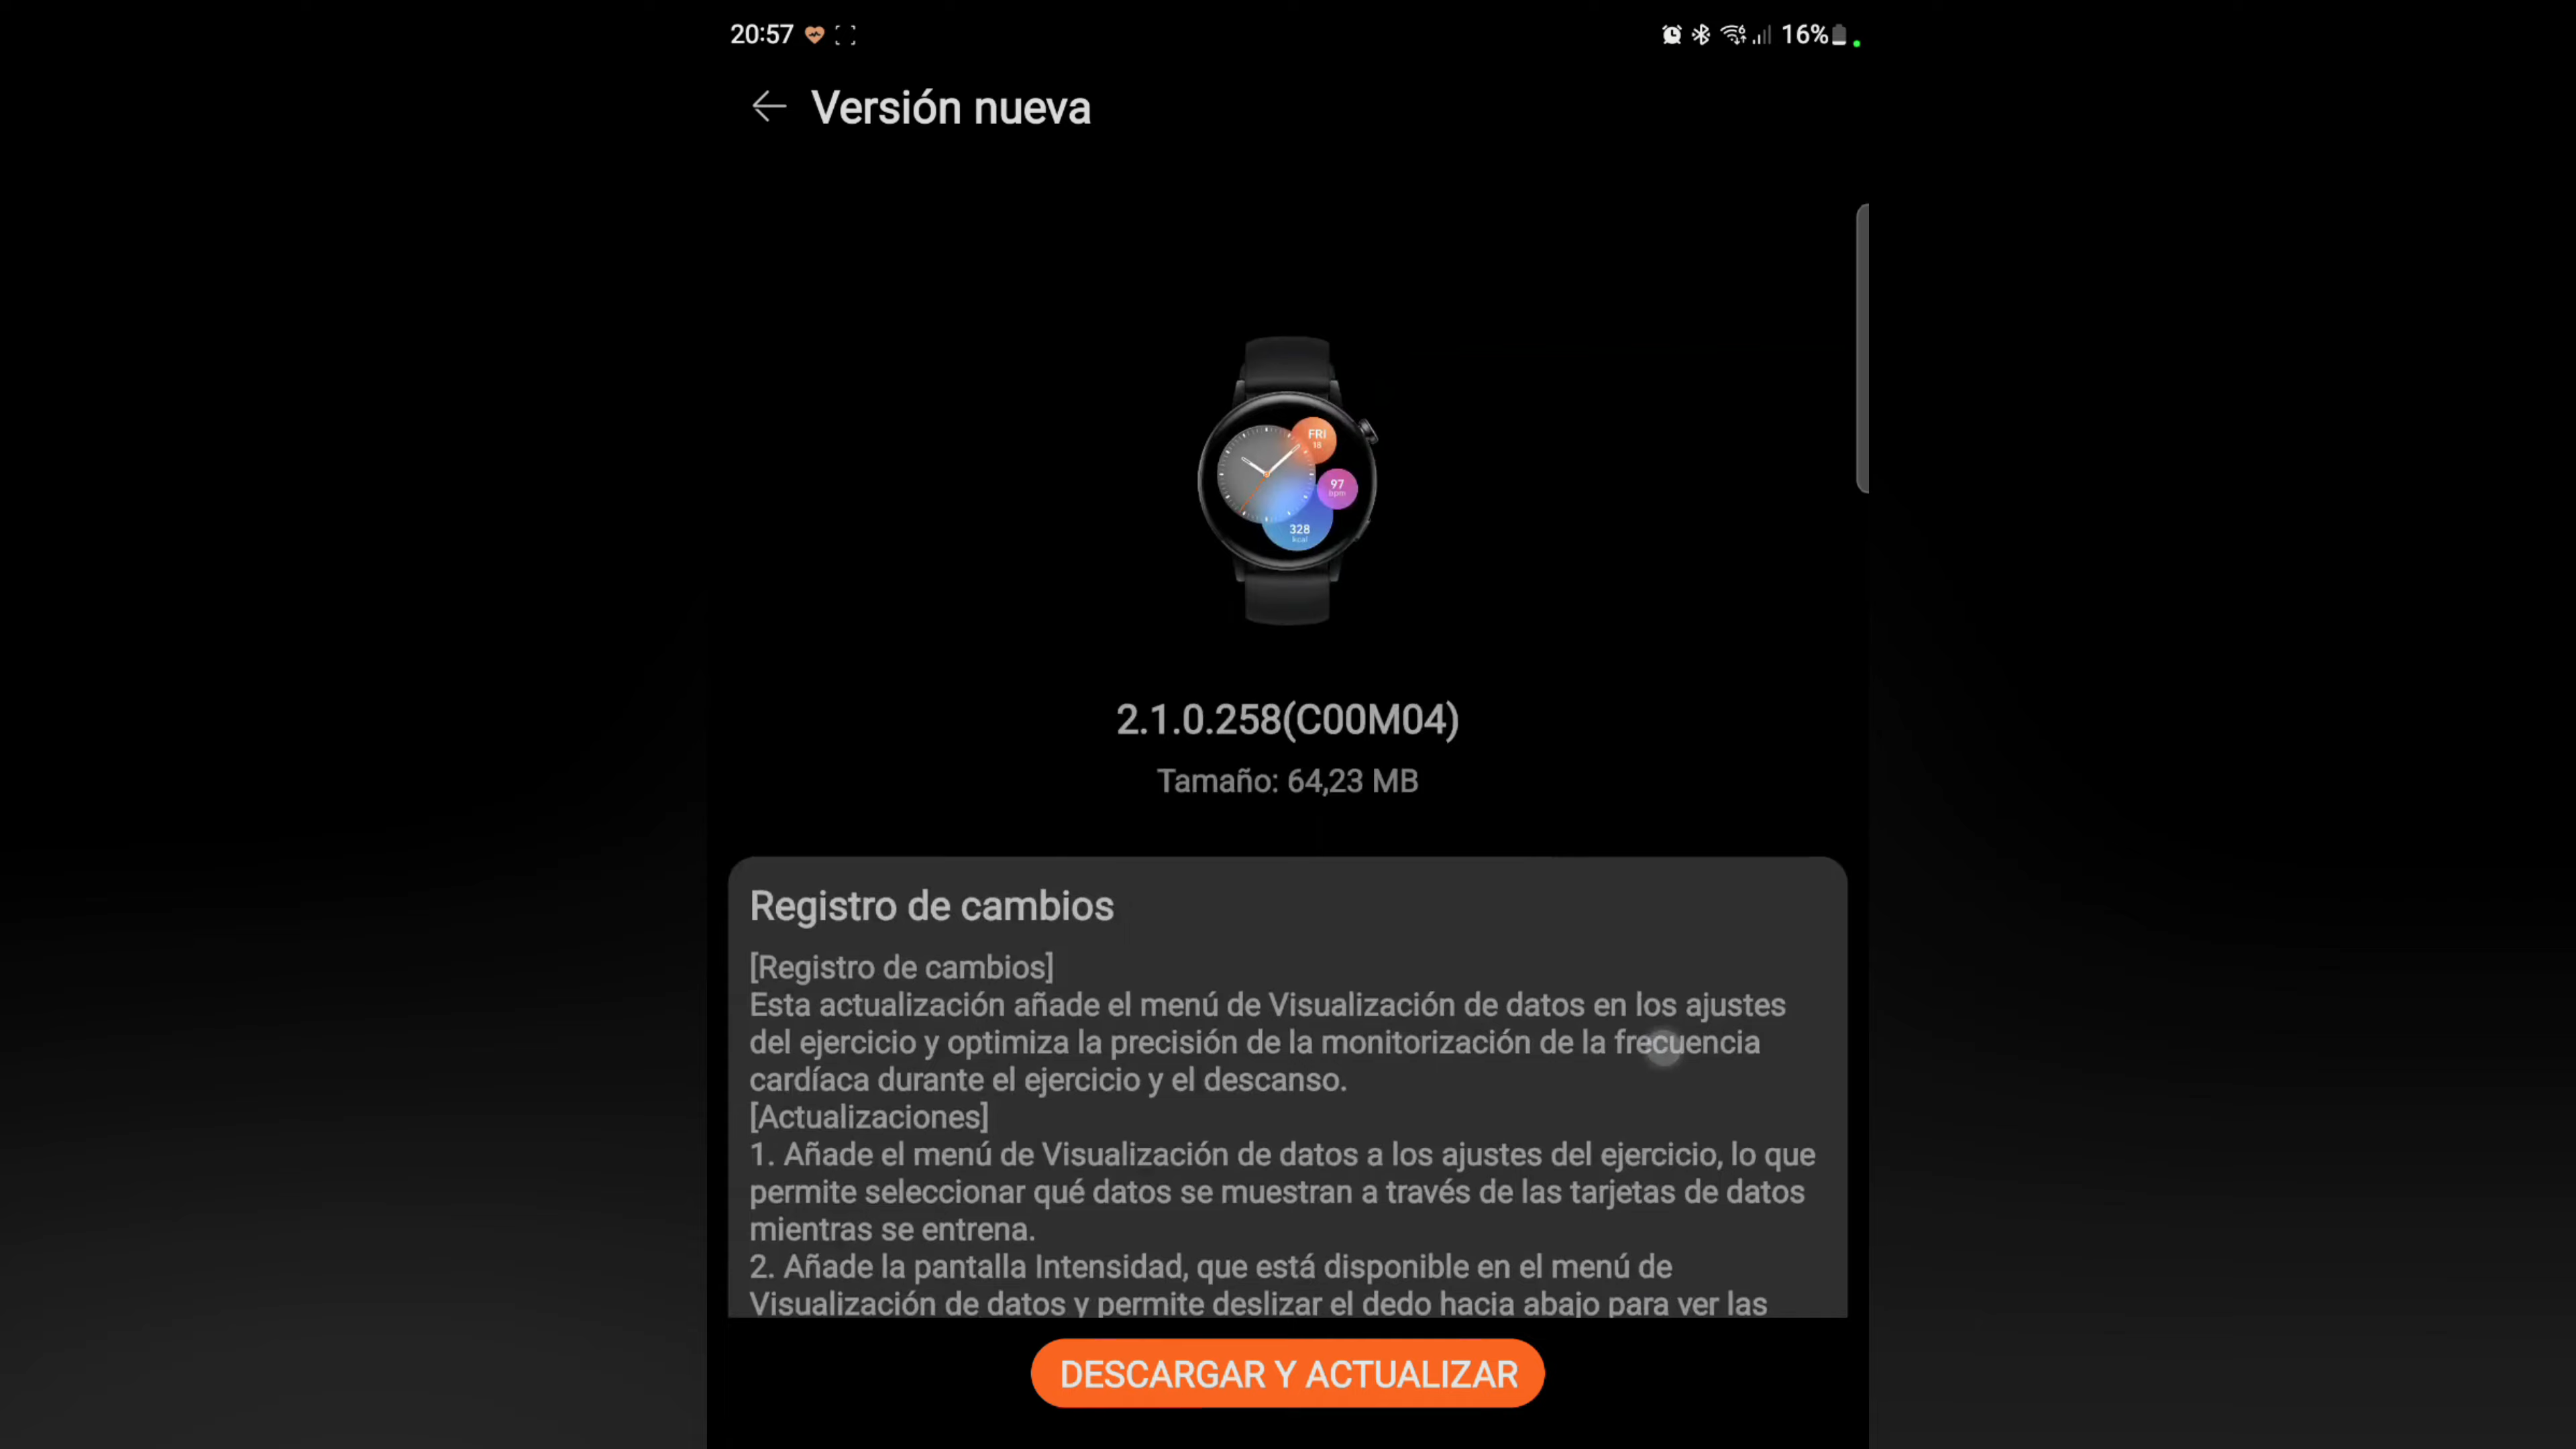 20:57
16%
Versión nueva
FRI
18
97
bpm
328
kcal
2.1.0.258(C00M04)
Tamaño: 64,23 MB
Registro de cambios
[Registro de cambios]
Esta actualización añade el menú de Visualización de datos en los ajustes
del ejercicio y optimiza la precisión de la monitorización de la frecuencia
cardíaca durante el ejercicio y el descanso.
[Actualizaciones]
1. Añade el menú de Visualización de datos a los ajustes del ejercicio, lo que
permite seleccionar qué datos se muestran a través de las tarjetas de datos
mientras se entrena.
2. Añade la pantalla Intensidad, que está disponible en el menú de
Visualización de datos y permite deslizar el dedo hacia abajo para ver las
DESCARGAR Y ACTUALIZAR